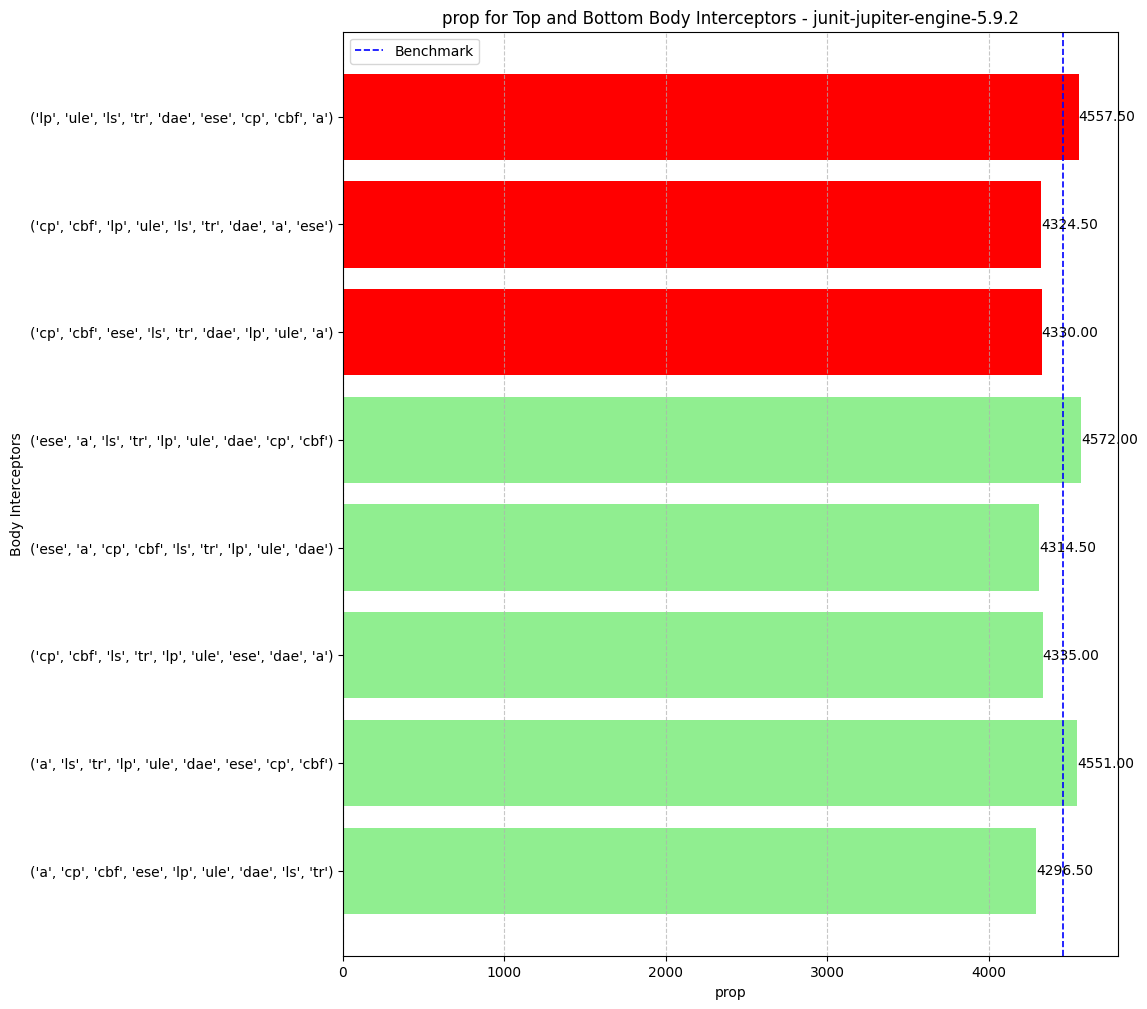 prop for Top and Bottom Body Interceptors - junit-jupiter-engine-5.9.2
Benchmark
('lp', 'ule', 'ls', 'tr', 'dae', 'ese', 'cp', 'cbf', 'a')
4557.50
('cp', 'cbf', 'lp', 'ule', 'ls', 'tr', 'dae', 'a', 'ese')
4324.50
('cp', 'cbf', 'ese', 'ls', 'tr', 'dae', 'lp', 'ule', 'a')
4330.00
('ese', 'a', 'ls', 'tr', 'lp', 'ule', 'dae', 'cp', 'cbf')
4572.00
Body Interceptors
('ese', 'a', 'cp', 'cbf', 'ls', 'tr', 'lp', 'ule', 'dae')
4314.50
('cp', 'cbf', 'ls', 'tr', 'lp', 'ule', 'ese', 'dae', 'a')
4335.00
('a', 'ls', 'tr', 'lp', 'ule', 'dae', 'ese', 'cp', 'cbf')
4551.00
('a', 'cp', 'cbf', 'ese', 'lp', 'ule', 'dae', 'ls', 'tr')
4296.50
0 1000 2000 3000 4000
prop